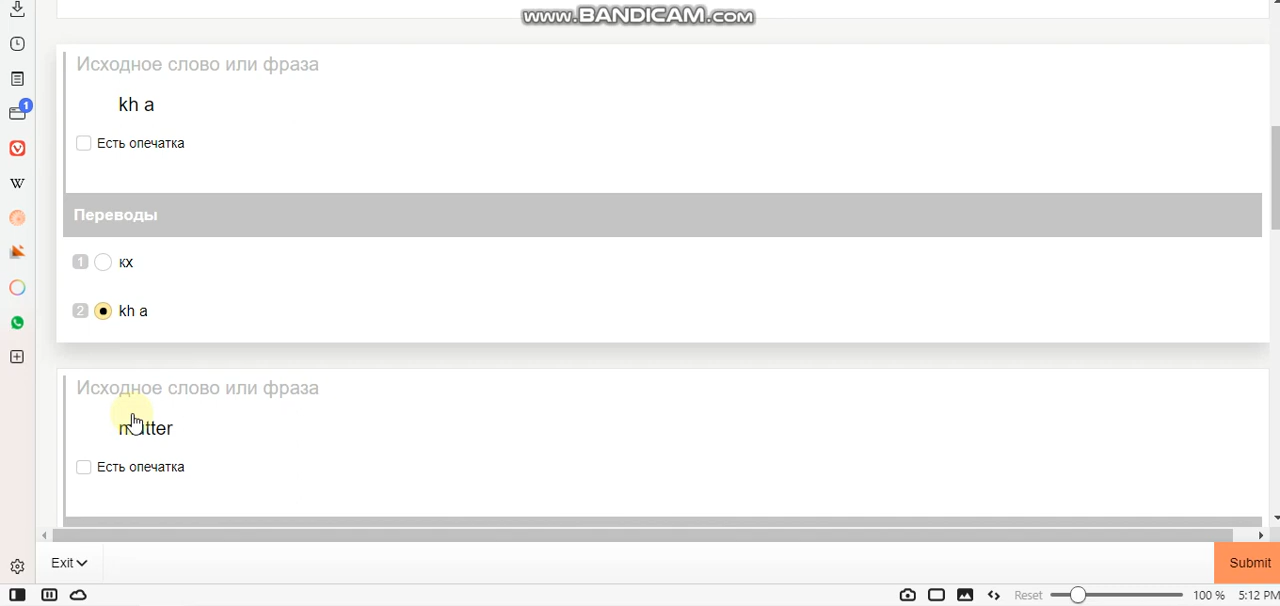 www.BANDICAM.com
Исходное слово или фраза
kh a
Есть опечатка
Переводы
1 кх
2 kh a
Исходное слово или фраза
Есть опечатка
Exit
Submit
Reset
100 %
5:12 PM
1
W